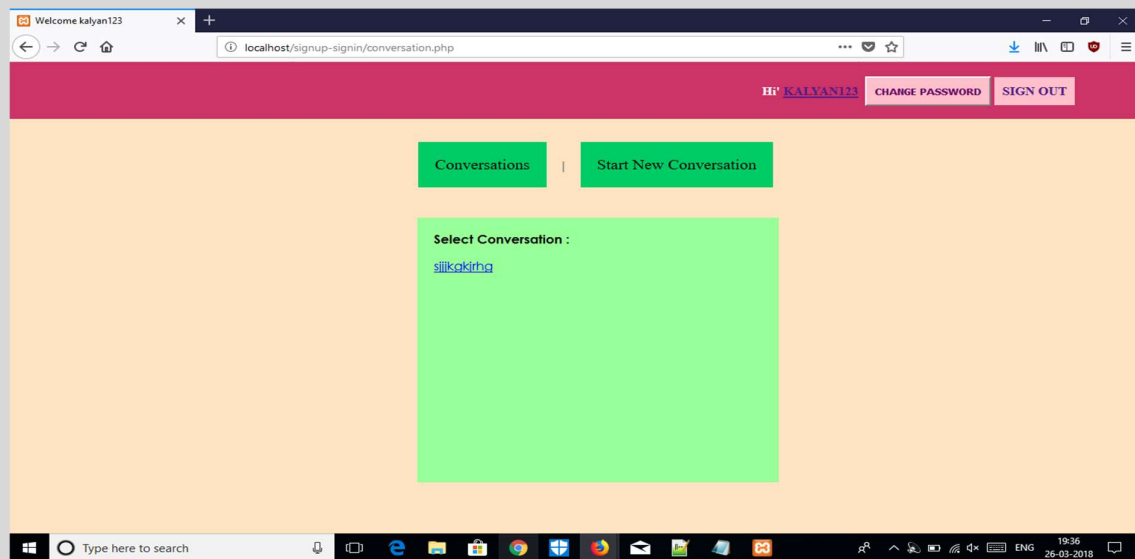 Welcome kalyan123
localhost/signup-signin/conversation.php
Hi' KALYAN123 CHANGE PASSWORD SIGN OUT
Conversations | Start New Conversation
Select Conversation :
sjjjkgkjrhg
Type here to search
ENG
19:36
26-03-2018